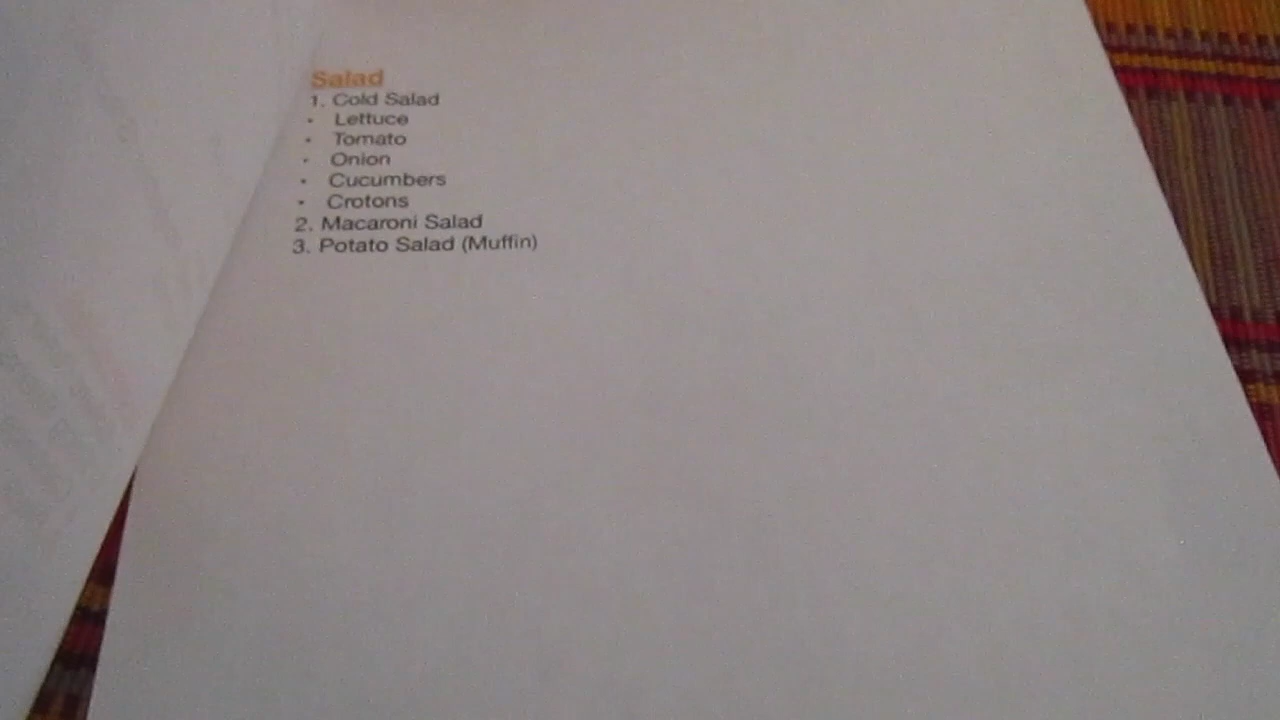 Salad
1. Cold Salad
• Lettuce
• Tomato
• Onion
• Cucumbers
• Crotons
2. Macaroni Salad
3. Potato Salad (Muffin)